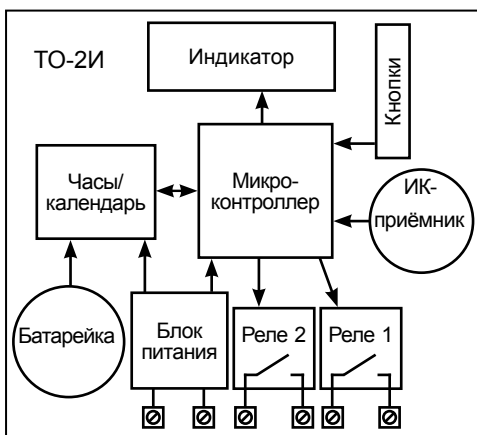 ТО-2И
Индикатор
Кнопки
Часы/
календарь
Микро-
контроллер
ИК-
приёмник
Батарейка
Блок
питания
Реле 2
Реле 1